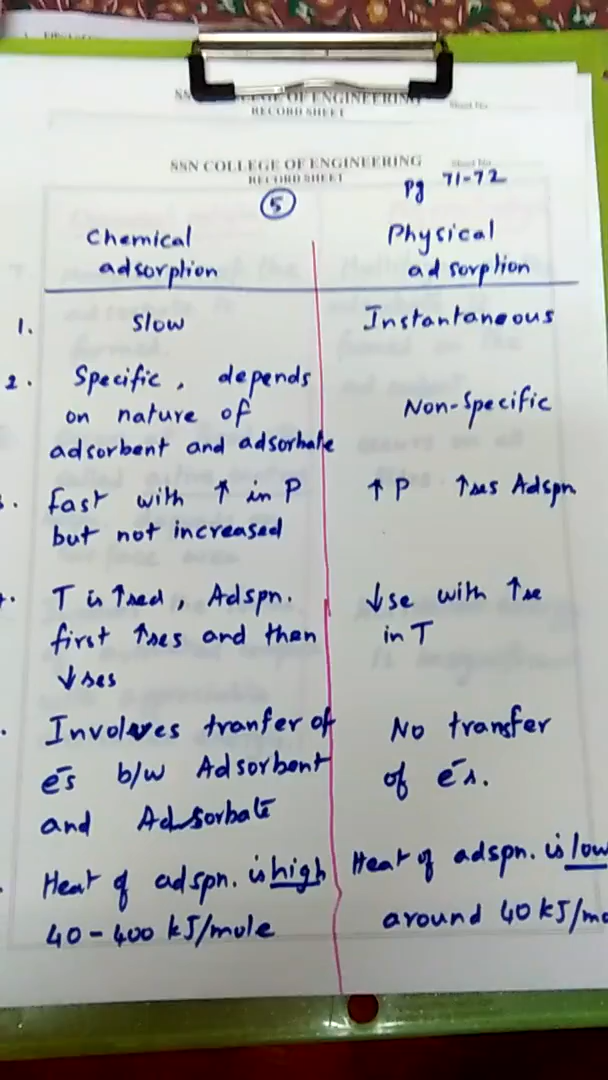 COLLEGE OF ENGINEERING
RECORD SHEET
SSN COLLEGE OF ENGINEERING
RECORD SHEET
Sheet No
Pg 71-72
5
Chemical adsorption
Physical adsorption
1. Slow
Instantaneous
2. Specific, depends
on nature of
adsorbent and adsorbate
Non-Specific
fast with ↑ in P
but not increased
↑ P ↑ses Adspn
T is ↑sed, Adspn.
first ↑ses and then
↓ses
↓se with ↑se
in T
Involves tranfer of
e⁻s b/w Adsorbent
and Adsorbate
No transfer
of e⁻s.
Heat of adspn. is high
40-400 kJ/mole
Heat of adspn. is low
around 40 kJ/mo